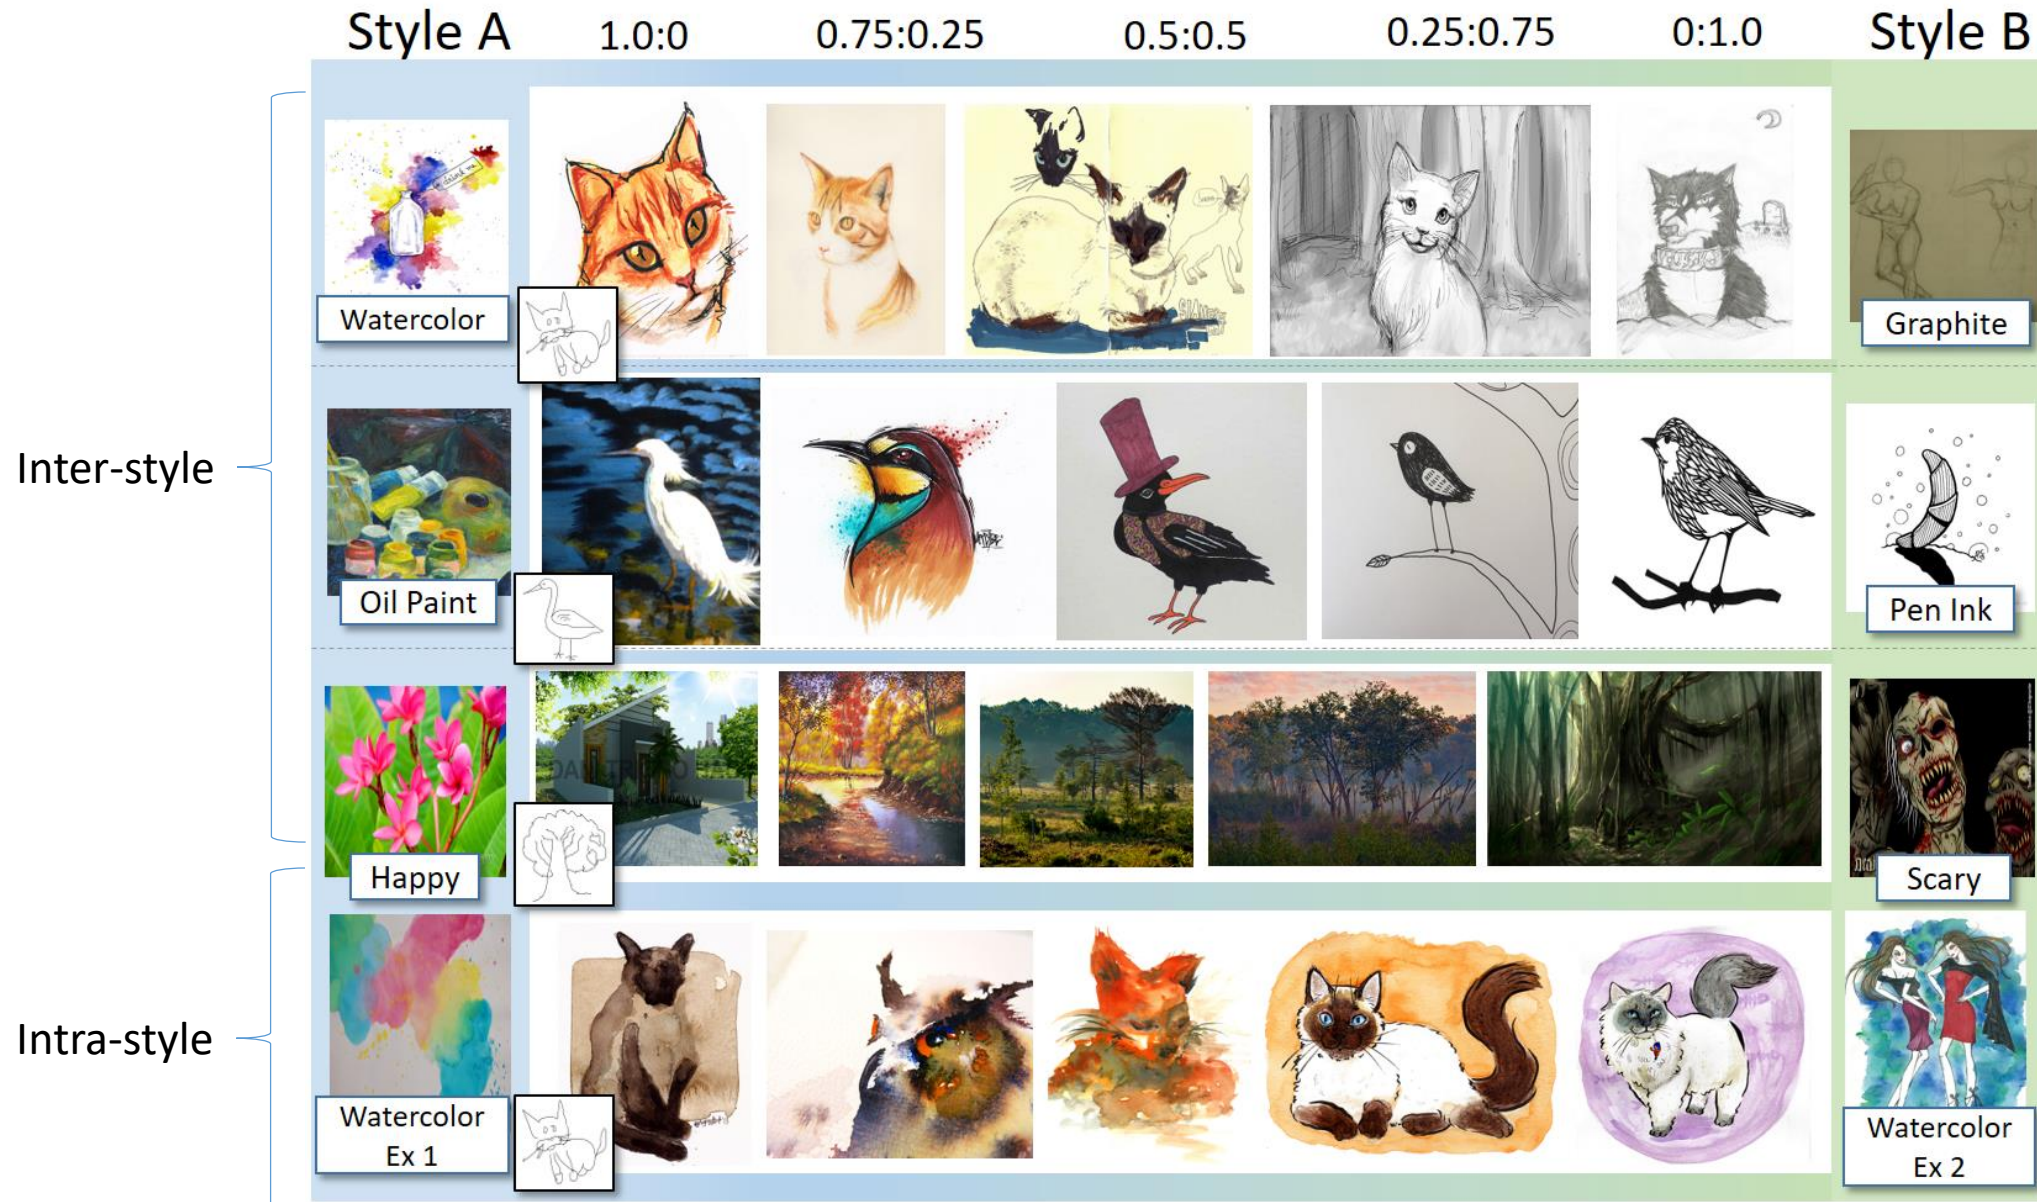 Style A 1.0:0 0.75:0.25 0.5:0.5 0.25:0.75 0:1.0 Style B
Watercolor
Graphite
Inter-style
Oil Paint
Pen Ink
Happy
Scary
Intra-style
Watercolor
Ex 1
Watercolor
Ex 2